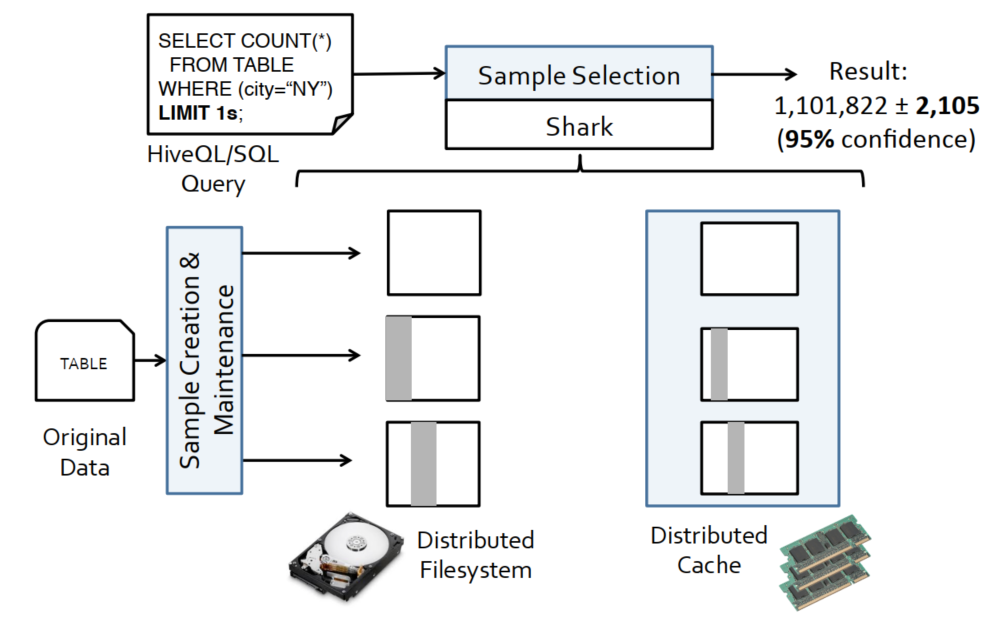 SELECT COUNT(*)
FROM TABLE
WHERE (city=“NY”)
LIMIT 1s;
HiveQL/SQL
Query
Sample Selection
Shark
Result:
1,101,822 ± 2,105
(95% confidence)
TABLE
Original
Data
Sample Creation &
Maintenance
Distributed
Filesystem
Distributed
Cache